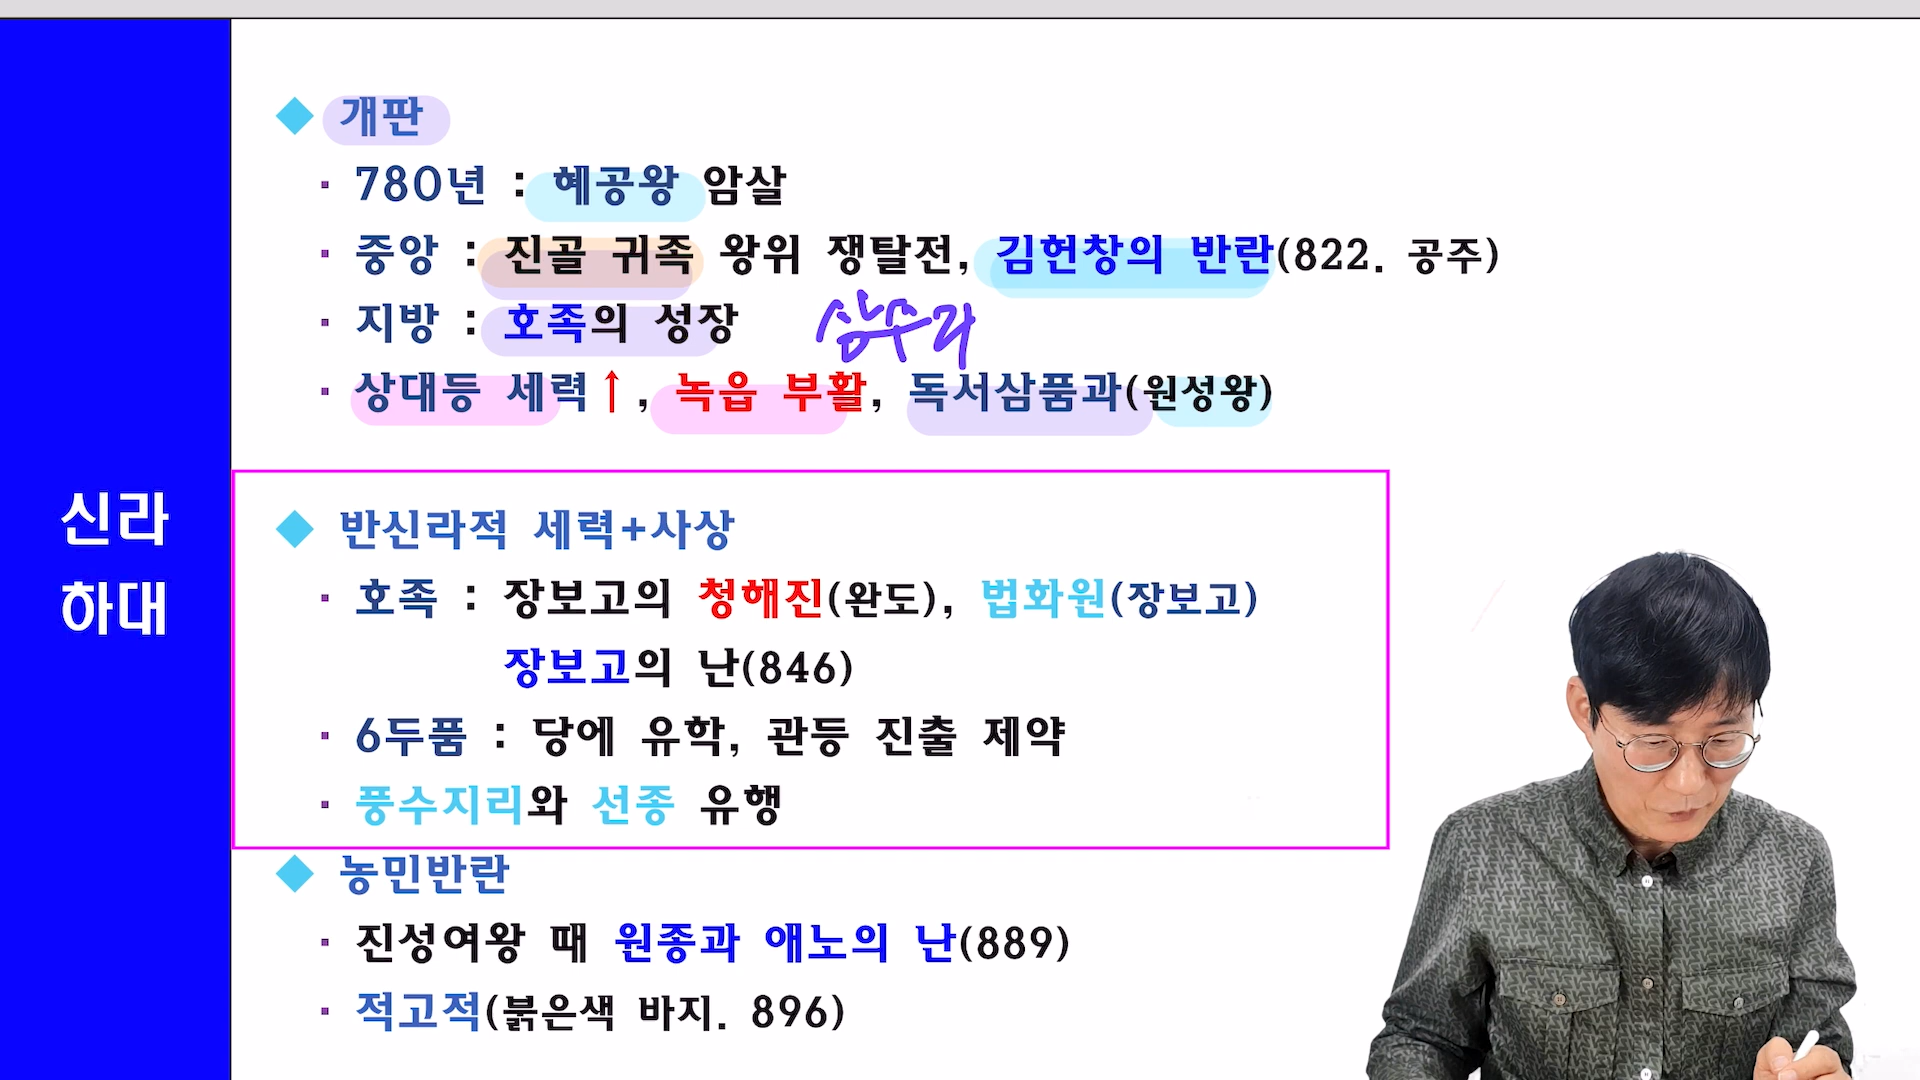 신라
하대
◆ 개판
· 780년 : 혜공왕 암살
· 중앙 : 진골 귀족 왕위 쟁탈전, 김헌창의 반란(822. 공주)
· 지방 : 호족의 성장 상수리
· 상대등 세력↑, 녹읍 부활, 독서삼품과(원성왕)
◆ 반신라적 세력+사상
· 호족 : 장보고의 청해진(완도), 법화원(장보고)
장보고의 난(846)
· 6두품 : 당에 유학, 관등 진출 제약
· 풍수지리와 선종 유행
◆ 농민반란
· 진성여왕 때 원종과 애노의 난(889)
· 적고적(붉은색 바지. 896)